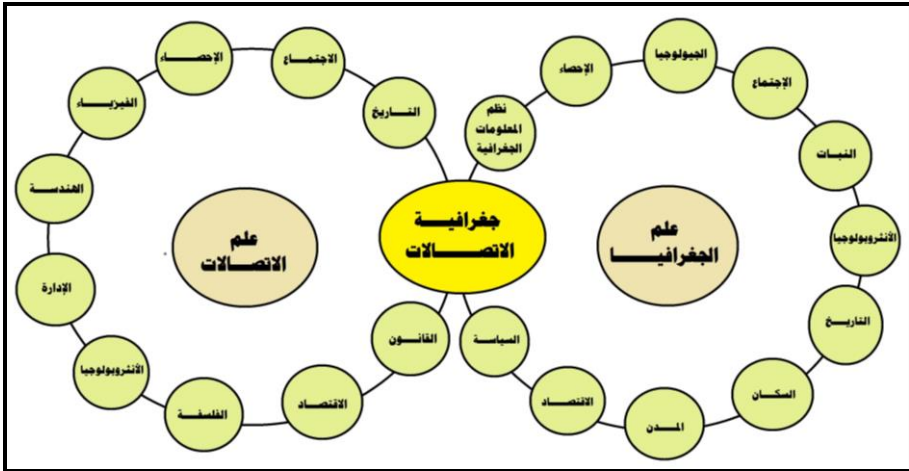 الجيولوجيا
الإحصاء
الإجتماع
نظم
المعلومات
الجغرافية
النبات
الأنثروبولوجيا
علم
الجغرافيا
التاريخ
السياسة
السكان
الاقتصاد
المدن
جغرافية
الاتصالات
الإحصاء
الاجتماع
التاريخ
الفيزياء
الهندسة
علم
الاتصالات
الإدارة
القانون
الأنثروبولوجيا
الاقتصاد
الفلسفة